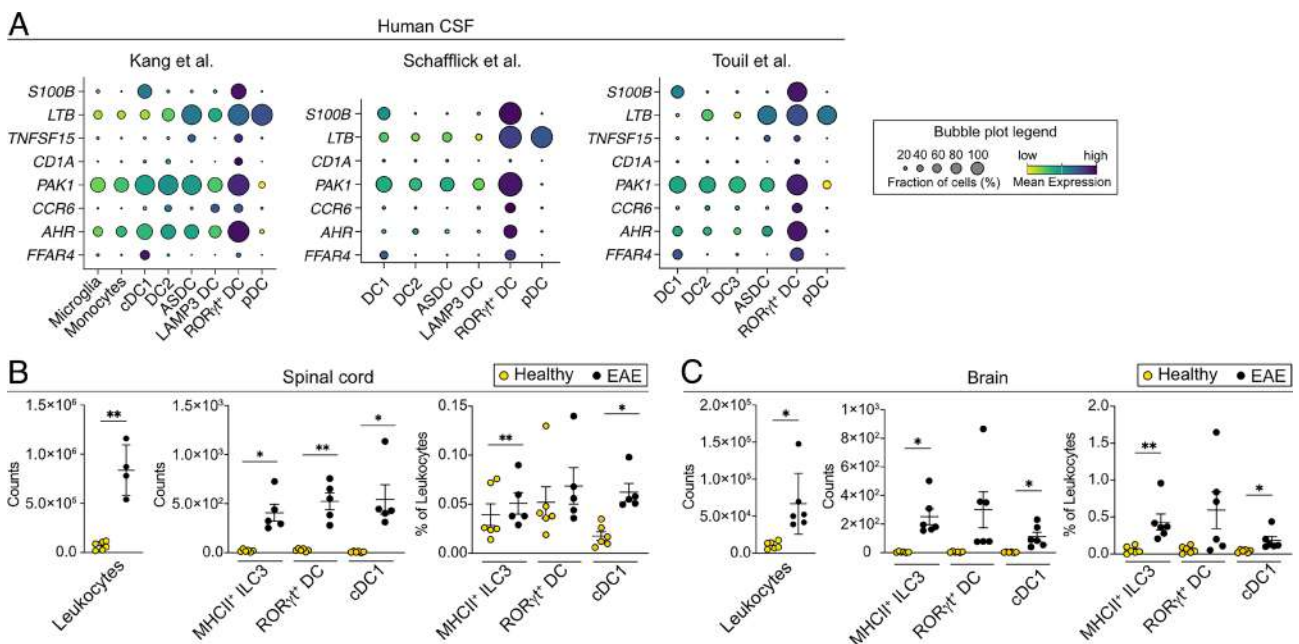 A
Human CSF
Kang et al.
S100B
LTB
TNFSF15
CD1A
PAK1
CCR6
AHR
FFAR4
Microglia
Monocytes
cDC1
DC2
ASDC
LAMP3 DC
RORγt⁺ DC
pDC
Schafflick et al.
S100B
LTB
CD1A
PAK1
CCR6
AHR
FFAR4
DC1
DC2
ASDC
LAMP3 DC
RORγt⁺ DC
pDC
Touil et al.
S100B
LTB
TNFSF15
CD1A
PAK1
CCR6
AHR
FFAR4
DC1
DC2
DC3
ASDC
RORγt⁺ DC
pDC
Bubble plot legend
20 40 60 80 100
Fraction of cells (%)
low high
Mean Expression
B
Spinal cord
Healthy EAE
Counts
1.5×10⁶
1.0×10⁶
5.0×10⁵
0.0
**
Leukocytes
Counts
1.5×10³
1.0×10³
5.0×10²
0.0
* ** *
MHCII⁺ ILC3
RORγt⁺ DC
cDC1
% of Leukocytes
0.15
0.10
0.05
0.00
** *
MHCII⁺ ILC3
RORγt⁺ DC
cDC1
C
Brain
Healthy EAE
Counts
2.0×10⁵
1.5×10⁵
1.0×10⁵
5.0×10⁴
0.0
*
Leukocytes
Counts
1×10³
8×10²
6×10²
4×10²
2×10²
0
* *
MHCII⁺ ILC3
RORγt⁺ DC
cDC1
% of Leukocytes
2.0
1.5
1.0
0.5
0.0
** *
MHCII⁺ ILC3
RORγt⁺ DC
cDC1